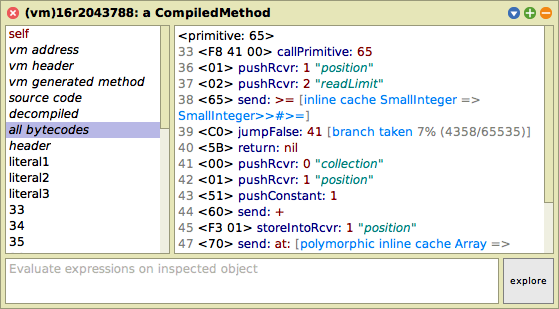 (vm)16r2043788: a CompiledMethod
self
vm address
vm header
vm generated method
source code
decompiled
all bytecodes
header
literal1
literal2
literal3
33
34
35
<primitive: 65>
33 <F8 41 00> callPrimitive: 65
36 <01> pushRcvr: 1 "position"
37 <02> pushRcvr: 2 "readLimit"
38 <65> send: >= [inline cache SmallInteger =>
SmallInteger>>#>=]
39 <C0> jumpFalse: 41 [branch taken 7% (4358/65535)]
40 <5B> return: nil
41 <00> pushRcvr: 0 "collection"
42 <01> pushRcvr: 1 "position"
43 <51> pushConstant: 1
44 <60> send: +
45 <F3 01> storeIntoRcvr: 1 "position"
47 <70> send: at: [polymorphic inline cache Array =>
Evaluate expressions on inspected object
explore